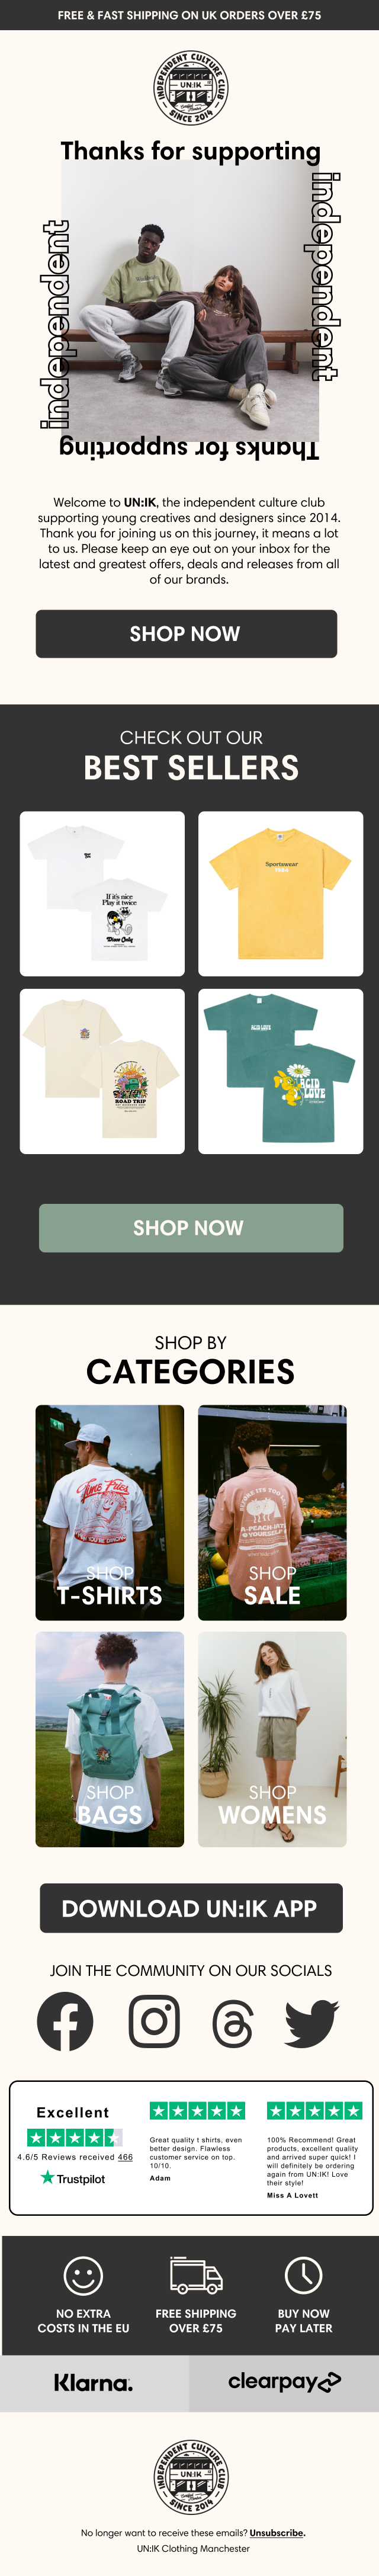 FREE & FAST SHIPPING ON UK ORDERS OVER £75
INDEPENDENT CULTURE CLUB
UN:IK
SINCE 2014
Thanks for supporting
independent
independent
Thanks for supporting
Welcome to UN:IK, the independent culture club
supporting young creatives and designers since 2014.
Thank you for joining us on this journey, it means a lot
to us. Please keep an eye out on your inbox for the
latest and greatest offers, deals and releases from all
of our brands.
SHOP NOW
CHECK OUT OUR
BEST SELLERS
If it's nice
Play it twice
Disco Only
Sportswear
ROAD TRIP
ACID LOVE
ACID
LOVE
SHOP NOW
SHOP BY
CATEGORIES
Time Flies
SHOP
T-SHIRTS
A-PEACH-IATE
YOURSELF
SHOP
SALE
SHOP
BAGS
SHOP
WOMENS
DOWNLOAD UN:IK APP
JOIN THE COMMUNITY ON OUR SOCIALS
Excellent
4.6/5 Reviews received 466
Trustpilot
Great quality t shirts, even
better design. Flawless
customer service on top.
10/10.
Adam
100% Recommend! Great
products, excellent quality
and arrived super quick! I
will definitely be ordering
again from UN:IK! Love
their style!
Miss A Lovett
NO EXTRA
COSTS IN THE EU
FREE SHIPPING
OVER £75
BUY NOW
PAY LATER
Klarna.
clearpay
INDEPENDENT CULTURE CLUB
UN:IK
SINCE 2014
No longer want to receive these emails? Unsubscribe.
UN:IK Clothing Manchester